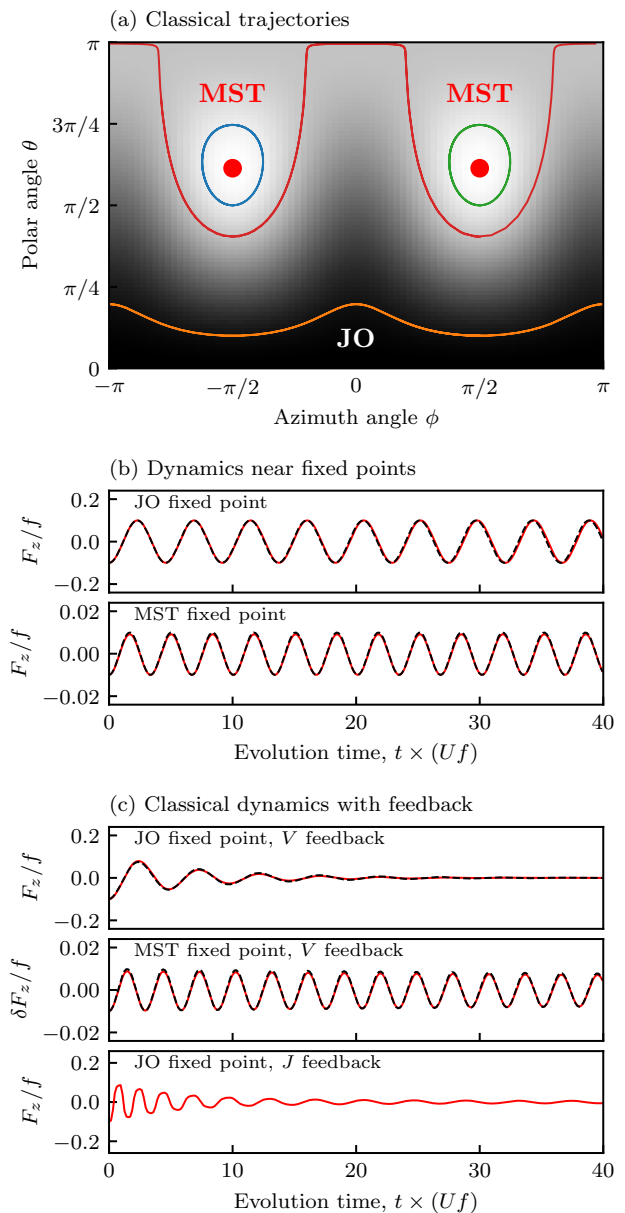 (a) Classical trajectories
π
3π/4
π/2
π/4
0
Polar angle θ
MST
MST
JO
−π
−π/2
0
π/2
π
Azimuth angle ϕ
(b) Dynamics near fixed points
JO fixed point
0.2
0.0
−0.2
F_z/f
MST fixed point
0.02
0.00
−0.02
F_z/f
0
10
20
30
40
Evolution time, t × (Uf)
(c) Classical dynamics with feedback
JO fixed point, V feedback
0.2
0.0
−0.2
F_z/f
MST fixed point, V feedback
0.02
0.00
−0.02
δF_z/f
JO fixed point, J feedback
0.2
0.0
−0.2
F_z/f
0
10
20
30
40
Evolution time, t × (Uf)